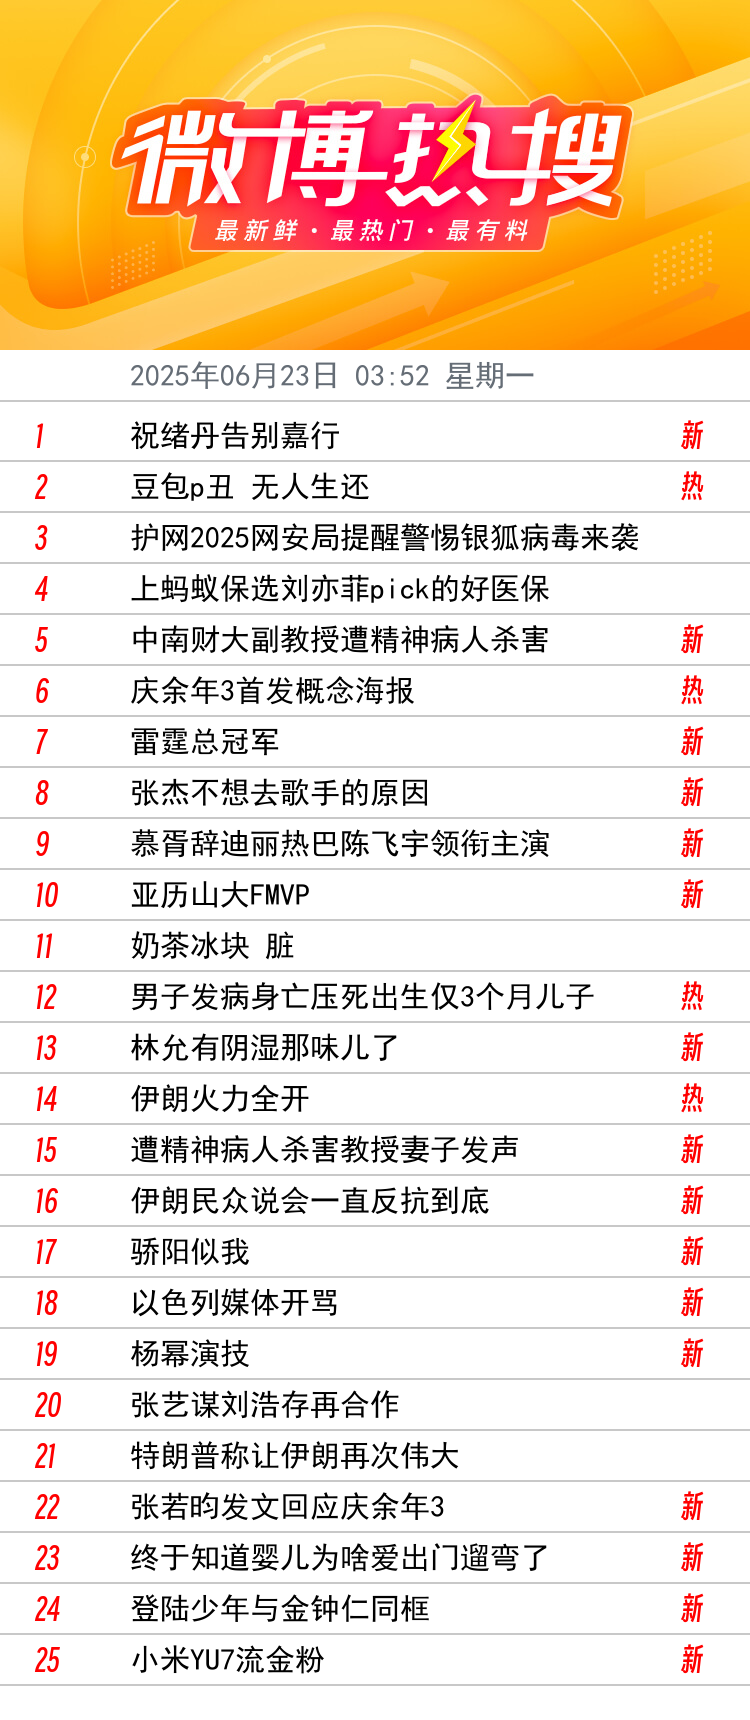 微博热搜
最新鲜·最热门·最有料
2025年06月23日 03:52 星期一
1 祝绪丹告别嘉行 新
2 豆包p丑 无人生还 热
3 护网2025网安局提醒警惕银狐病毒来袭
4 上蚂蚁保选刘亦菲pick的好医保
5 中南财大副教授遭精神病人杀害 新
6 庆余年3首发概念海报 热
7 雷霆总冠军 新
8 张杰不想去歌手的原因 新
9 慕胥辞迪丽热巴陈飞宇领衔主演 新
10 亚历山大FMVP 新
11 奶茶冰块 脏
12 男子发病身亡压死出生仅3个月儿子 热
13 林允有阴湿那味儿了 新
14 伊朗火力全开 热
15 遭精神病人杀害教授妻子发声 新
16 伊朗民众说会一直反抗到底 新
17 骄阳似我 新
18 以色列媒体开骂 新
19 杨幂演技 新
20 张艺谋刘浩存再合作
21 特朗普称让伊朗再次伟大
22 张若昀发文回应庆余年3 新
23 终于知道婴儿为啥爱出门遛弯了 新
24 登陆少年与金钟仁同框 新
25 小米YU7流金粉 新